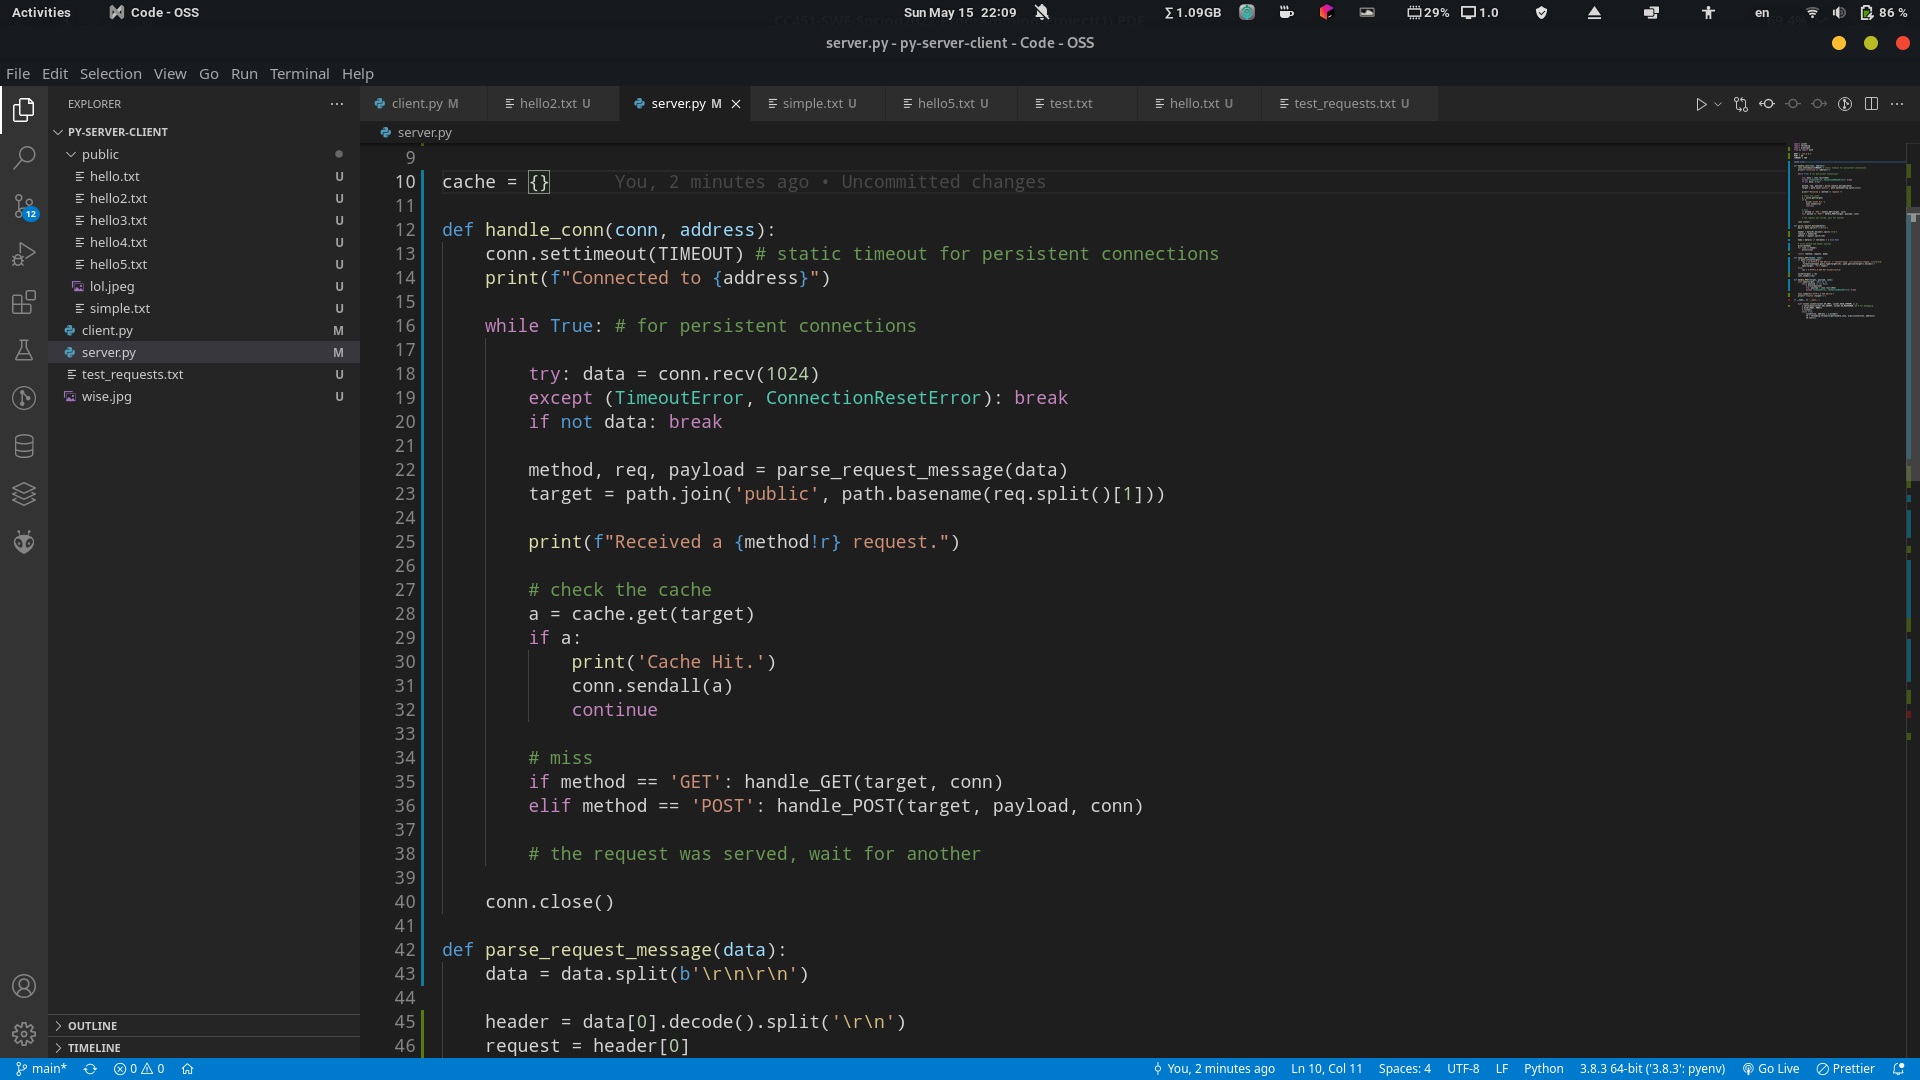 Activities
Code - OSS
Sun May 15 22:09
Σ 1.09GB
29%
1.0
en
86 %
server.py - py-server-client - Code - OSS
File Edit Selection View Go Run Terminal Help
EXPLORER
PY-SERVER-CLIENT
public
hello.txt U
hello2.txt U
hello3.txt U
hello4.txt U
hello5.txt U
lol.jpeg U
simple.txt U
client.py M
server.py M
test_requests.txt U
wise.jpg U
12
OUTLINE
TIMELINE
client.py M
hello2.txt U
server.py M
simple.txt U
hello5.txt U
test.txt
hello.txt U
test_requests.txt U
server.py
9
10 cache = {} You, 2 minutes ago • Uncommitted changes
11
12 def handle_conn(conn, address):
13 conn.settimeout(TIMEOUT) # static timeout for persistent connections
14 print(f"Connected to {address}")
15
16 while True: # for persistent connections
17
18 try: data = conn.recv(1024)
19 except (TimeoutError, ConnectionResetError): break
20 if not data: break
21
22 method, req, payload = parse_request_message(data)
23 target = path.join('public', path.basename(req.split()[1]))
24
25 print(f"Received a {method!r} request.")
26
27 # check the cache
28 a = cache.get(target)
29 if a:
30 print('Cache Hit.')
31 conn.sendall(a)
32 continue
33
34 # miss
35 if method == 'GET': handle_GET(target, conn)
36 elif method == 'POST': handle_POST(target, payload, conn)
37
38 # the request was served, wait for another
39
40 conn.close()
41
42 def parse_request_message(data):
43 data = data.split(b'\r\n\r\n')
44
45 header = data[0].decode().split('\r\n')
46 request = header[0]
main*
0 0
You, 2 minutes ago
Ln 10, Col 11
Spaces: 4
UTF-8
LF
Python
3.8.3 64-bit ('3.8.3': pyenv)
Go Live
Prettier